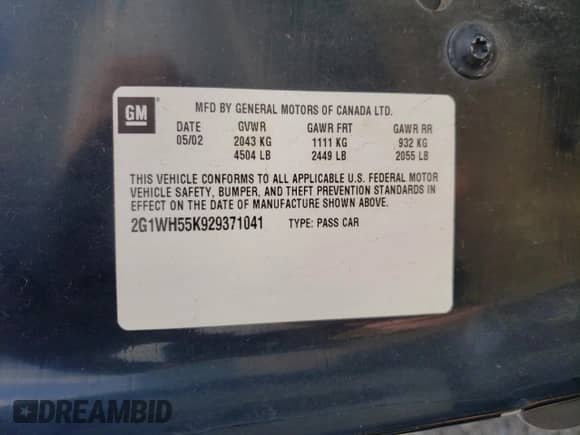 GM
MFD BY GENERAL MOTORS OF CANADA LTD.
DATE GVWR GAWR FRT GAWR RR
05/02 2043 KG 1111 KG 932 KG
4504 LB 2449 LB 2055 LB
THIS VEHICLE CONFORMS TO ALL APPLICABLE U.S. FEDERAL MOTOR
VEHICLE SAFETY, BUMPER, AND THEFT PREVENTION STANDARDS IN
EFFECT ON THE DATE OF MANUFACTURE SHOWN ABOVE.
2G1WH55K929371041 TYPE: PASS CAR
DREAMBID